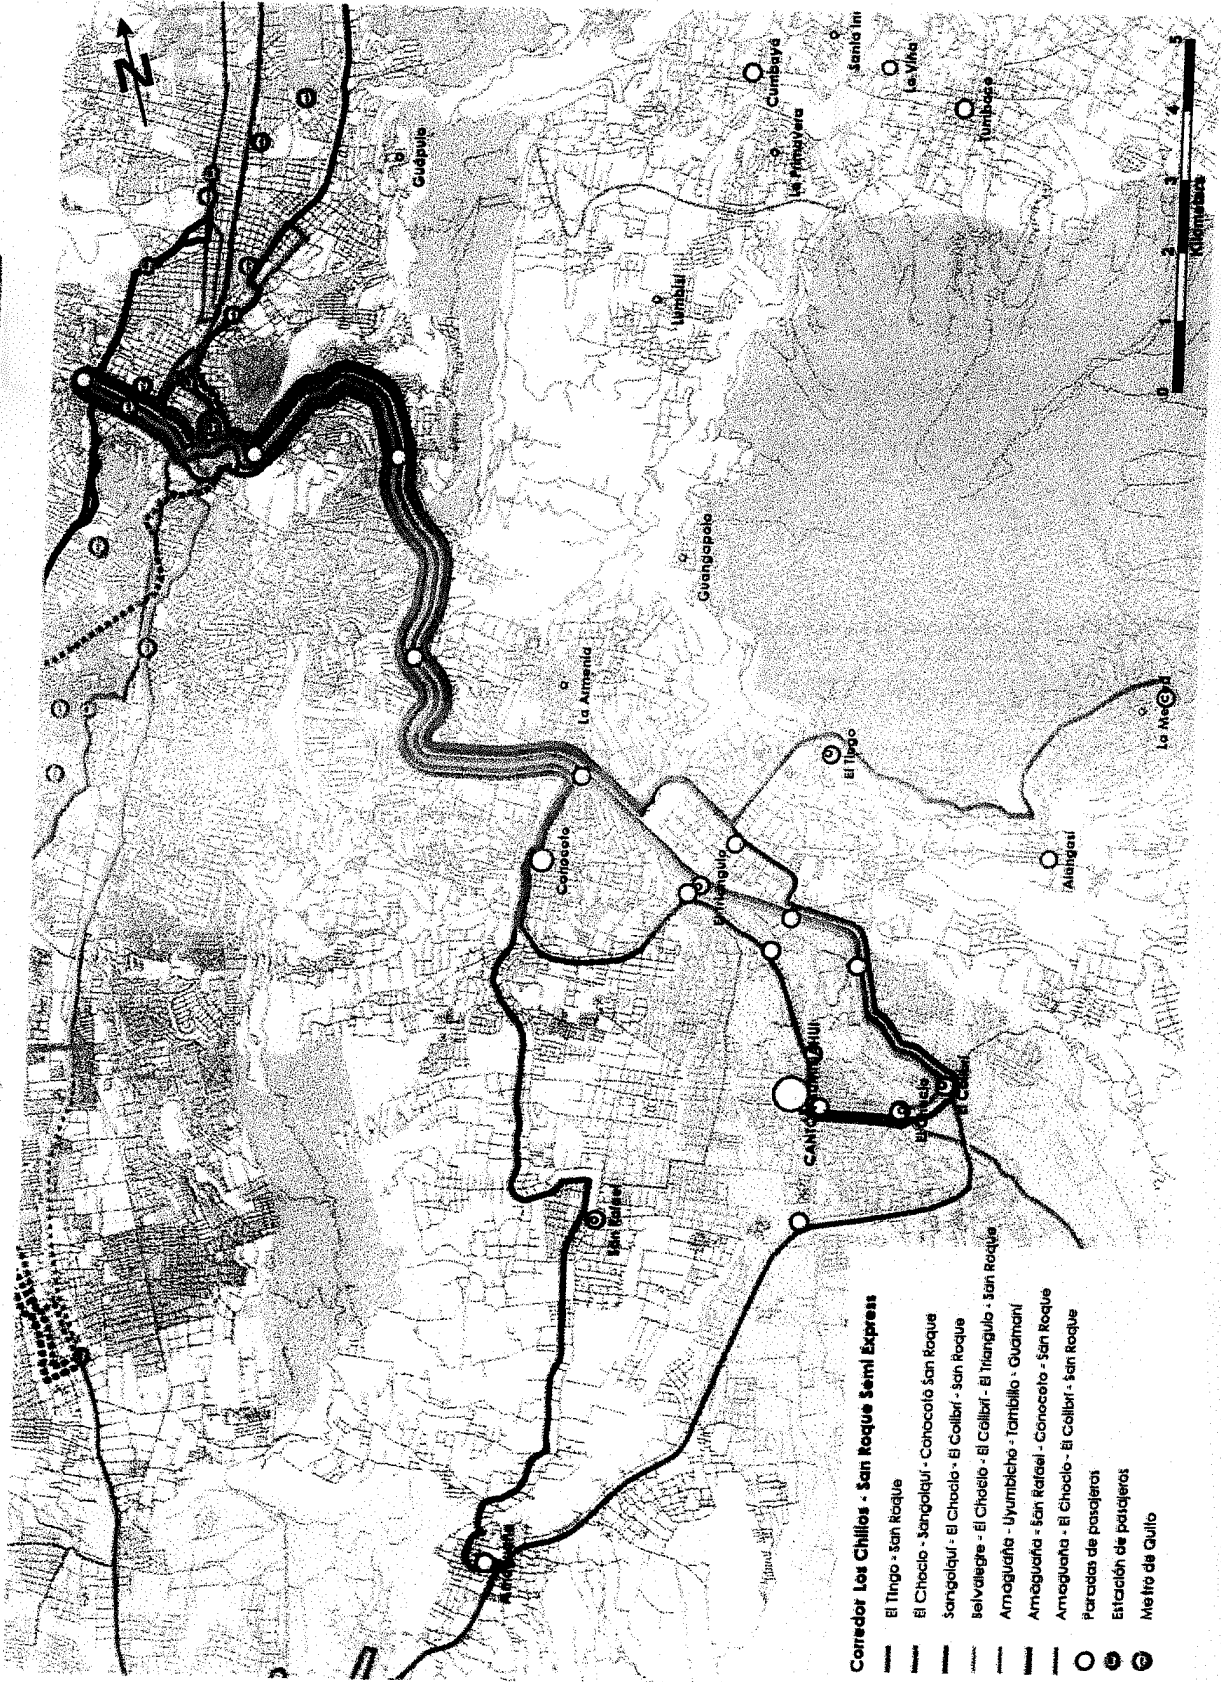 N
Guápulo
Cumbayá
La Primavera
La Viña
Tumbaco
Lumbisí
Guangopolo
La Armenia
La Merced
El Tingo
Alangasí
Conocoto
El Triangulo
El Choclo
El Colibrí
San Rafael
Amaguaña
0 1 2 3 4 5
Kilómetros
Corredor Los Chillos - San Roque Semi Express
El Tingo - San Roque
El Choclo - Sangolquí - Conocoto San Roque
Sangolquí - El Choclo - El Colibrí - San Roque
Selvalegre - El Choclo - El Colibrí - El Triangulo - San Roque
Amaguaña - Uyumbicho - Tambillo - Guamaní
Amaguaña - San Rafael - Conocoto - San Roque
Amaguaña - El Choclo - El Colibrí - San Roque
Paradas de pasajeros
Estación de pasajeros
Metro de Quito